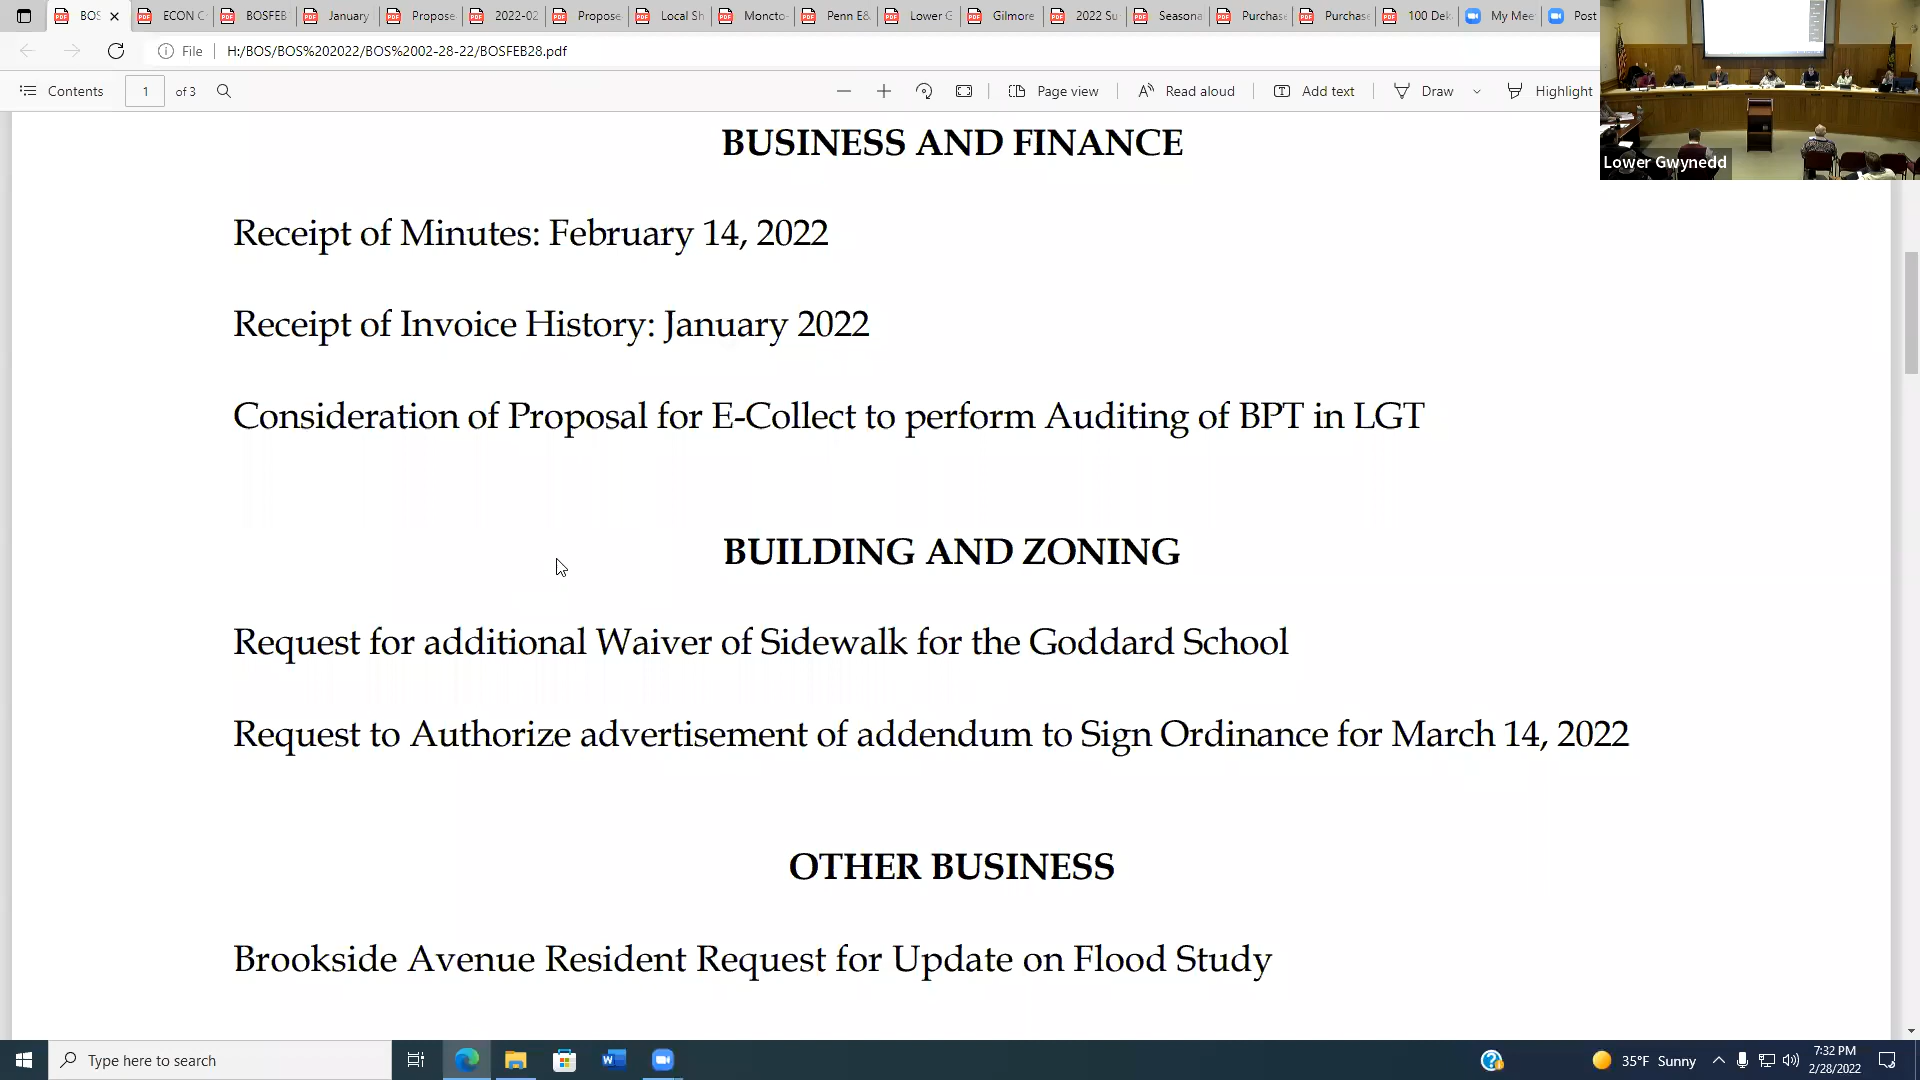 BOS
ECON C
BOSFEB
January
Propose
2022-02
Propose
Local Sh
Moncto
Penn E&
Lower G
Gilmore
2022 Su
Seasona
Purchas
Purchas
100 Dek
My Mee
Post
File
H:/BOS/BOS%202022/BOS%2002-28-22/BOSFEB28.pdf
Contents
1
of 3
Page view
Read aloud
Add text
Draw
Highlight
Lower Gwynedd
BUSINESS AND FINANCE
Receipt of Minutes: February 14, 2022
Receipt of Invoice History: January 2022
Consideration of Proposal for E-Collect to perform Auditing of BPT in LGT
BUILDING AND ZONING
Request for additional Waiver of Sidewalk for the Goddard School
Request to Authorize advertisement of addendum to Sign Ordinance for March 14, 2022
OTHER BUSINESS
Brookside Avenue Resident Request for Update on Flood Study
Type here to search
35°F Sunny
7:32 PM
2/28/2022